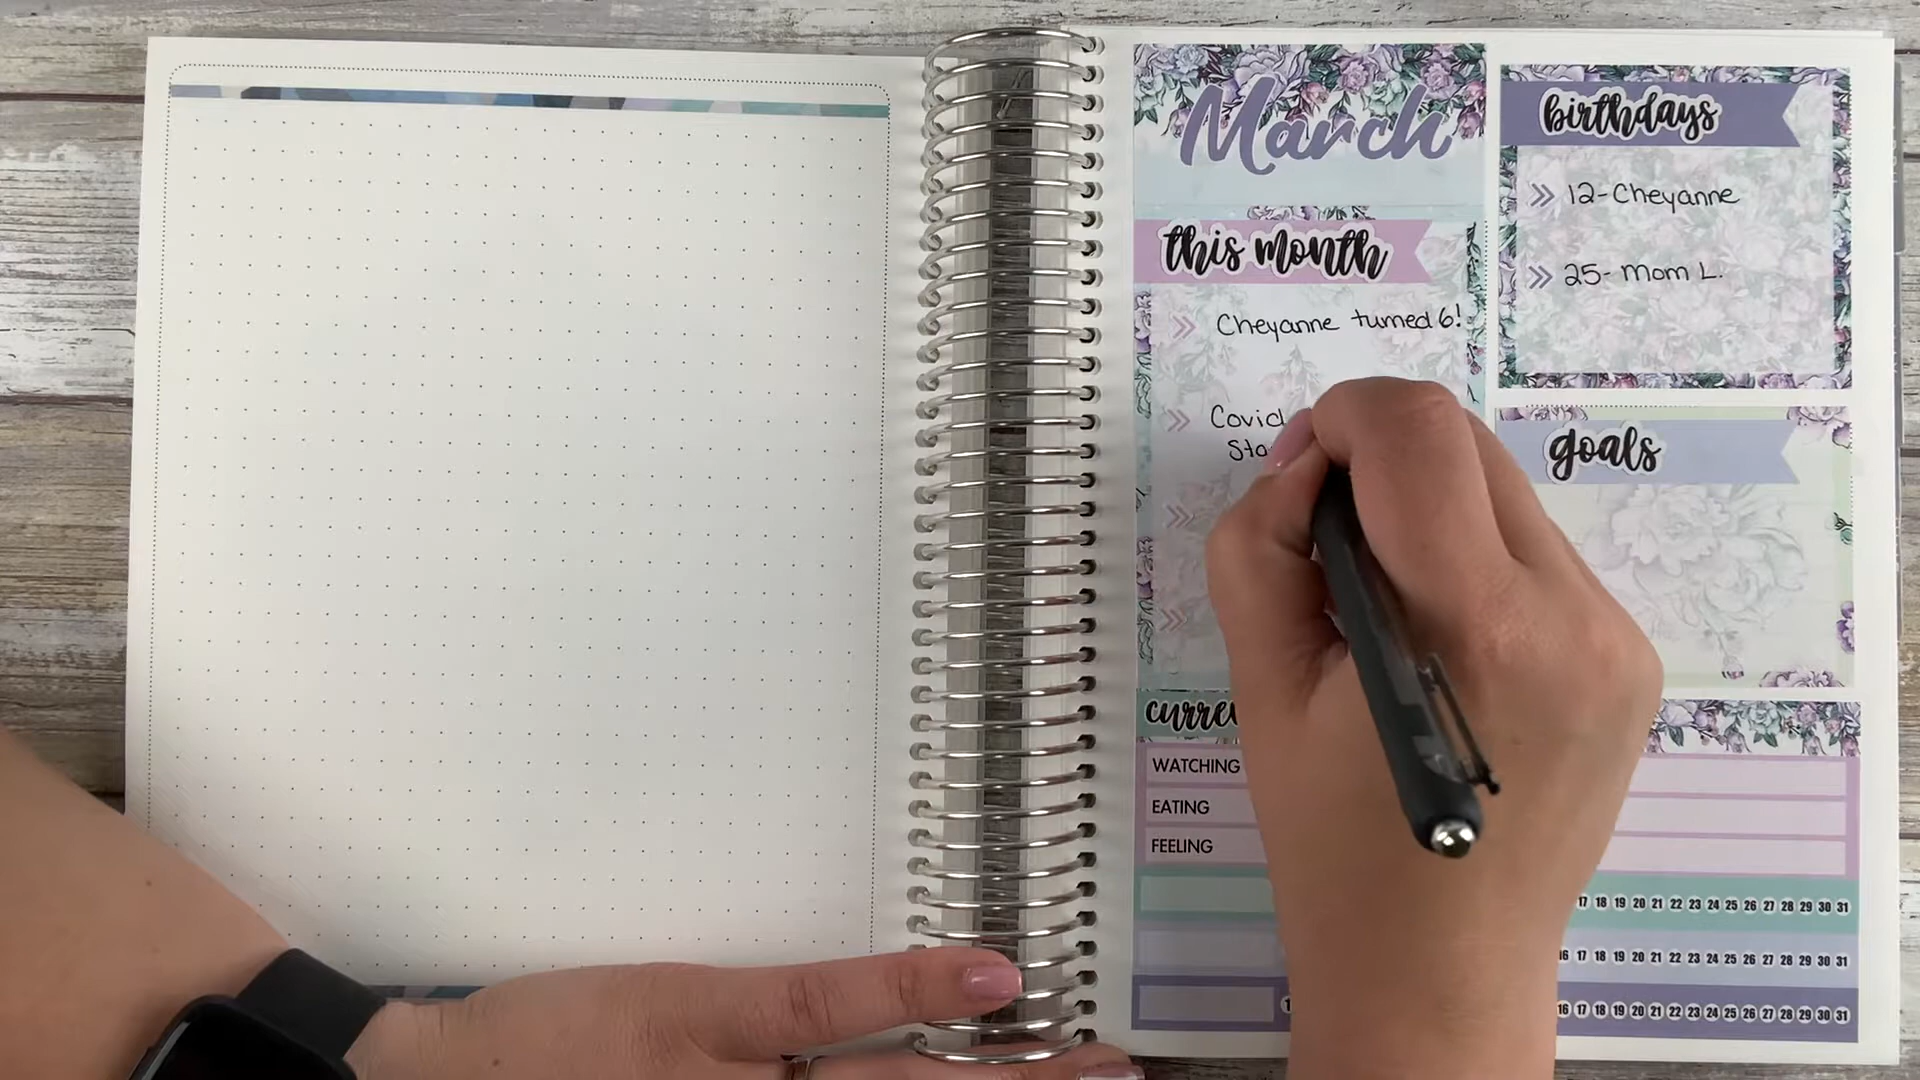 March
this month
Cheyanne turned 6!
Covid
birthdays
12-Cheyanne
25- Mom L.
goals
WATCHING
EATING
FEELING
17 18 19 20 21 22 23 24 25 26 27 28 29 30 31
16 17 18 19 20 21 22 23 24 25 26 27 28 29 30 31
16 17 18 19 20 21 22 23 24 25 26 27 28 29 30 31